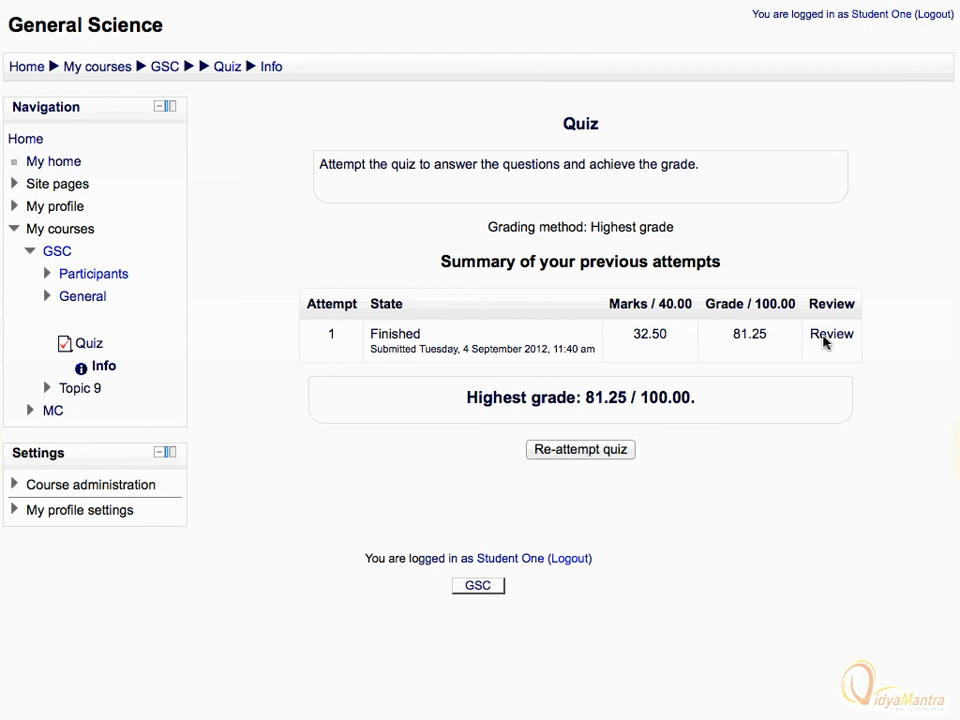 General Science
You are logged in as Student One (Logout)
Home ▶ My courses ▶ GSC ▶ ▶ Quiz ▶ Info
Navigation
Home
My home
Site pages
My profile
My courses
GSC
Participants
General
Quiz
Info
Topic 9
MC
Settings
Course administration
My profile settings
Quiz
Attempt the quiz to answer the questions and achieve the grade.
Grading method: Highest grade
Summary of your previous attempts
Attempt State Marks / 40.00 Grade / 100.00 Review
1 Finished 32.50 81.25 Review
Submitted Tuesday, 4 September 2012, 11:40 am
Highest grade: 81.25 / 100.00.
Re-attempt quiz
You are logged in as Student One (Logout)
GSC
VidyaMantra